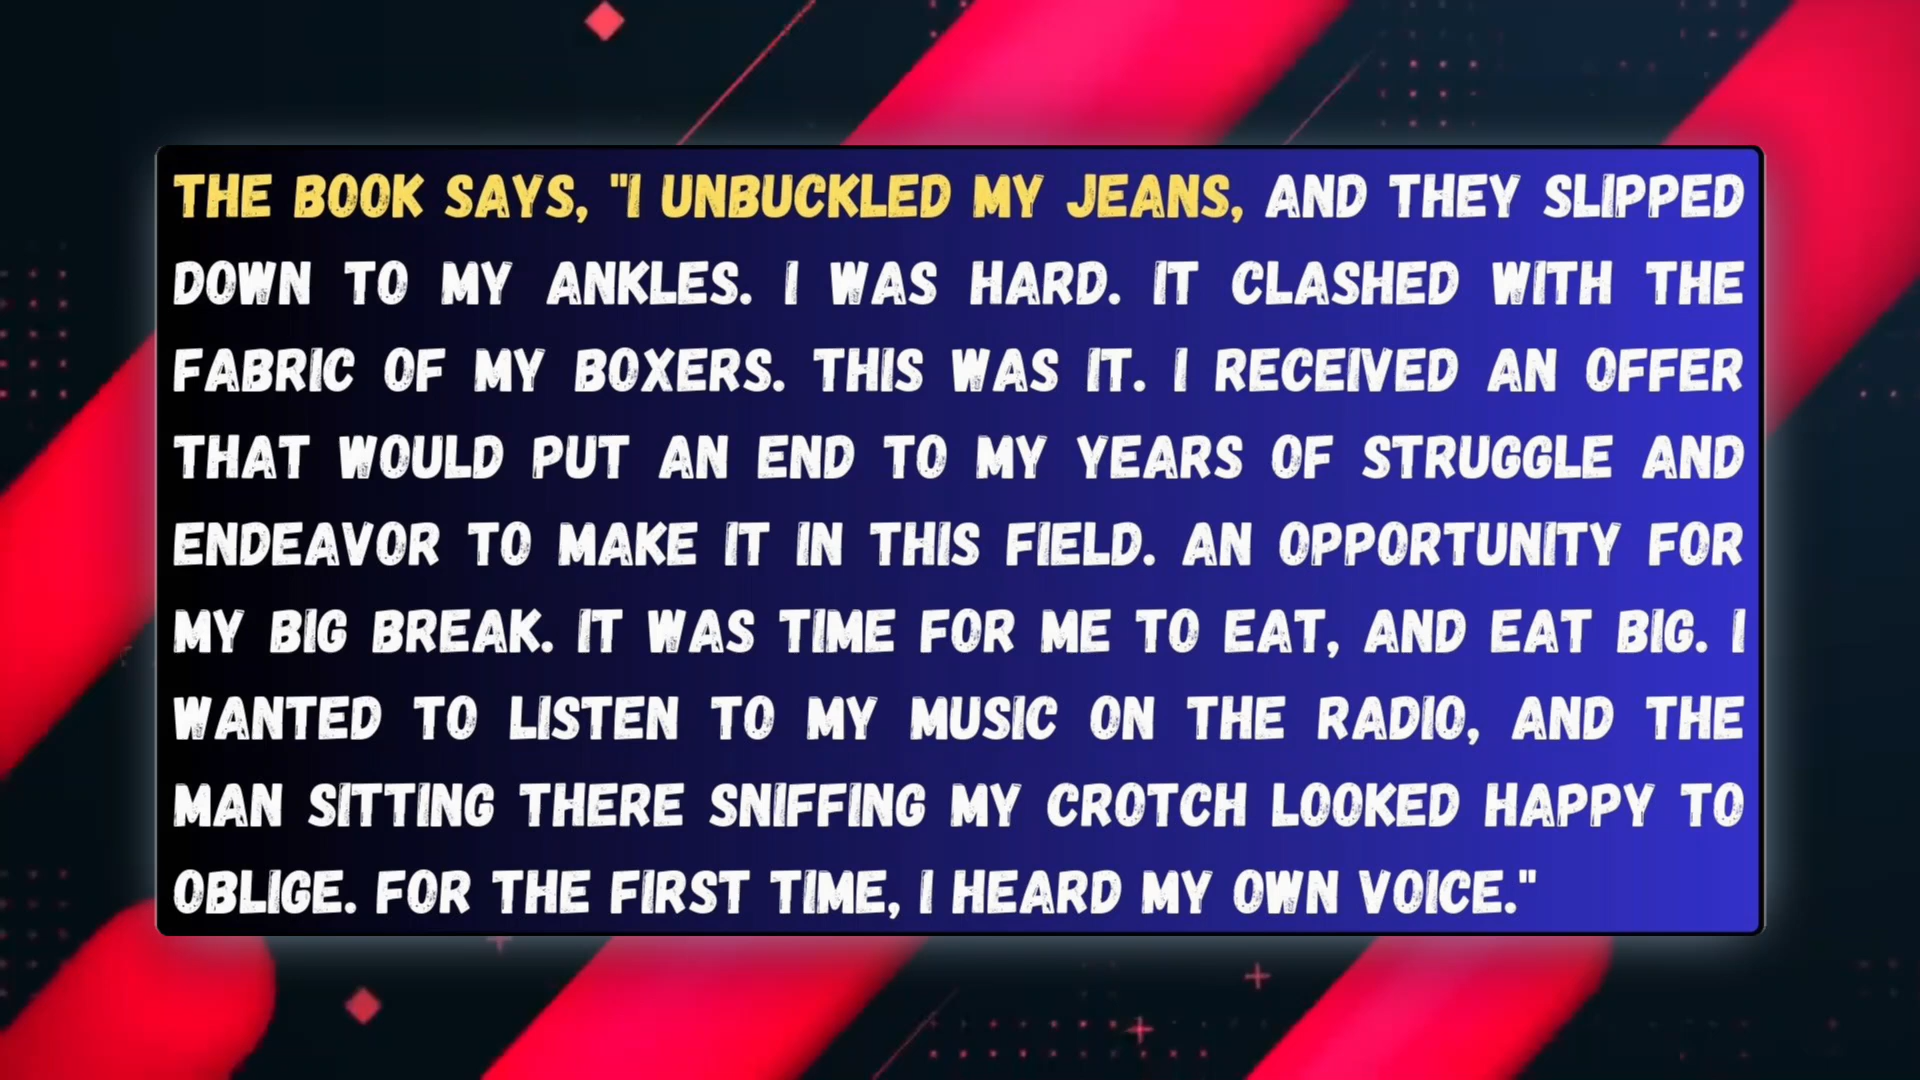 THE BOOK SAYS, "I UNBUCKLED MY JEANS, AND THEY SLIPPED
DOWN TO MY ANKLES. I WAS HARD. IT CLASHED WITH THE
FABRIC OF MY BOXERS. THIS WAS IT. I RECEIVED AN OFFER
THAT WOULD PUT AN END TO MY YEARS OF STRUGGLE AND
ENDEAVOR TO MAKE IT IN THIS FIELD. AN OPPORTUNITY FOR
MY BIG BREAK. IT WAS TIME FOR ME TO EAT, AND EAT BIG. I
WANTED TO LISTEN TO MY MUSIC ON THE RADIO, AND THE
MAN SITTING THERE SNIFFING MY CROTCH LOOKED HAPPY TO
OBLIGE. FOR THE FIRST TIME, I HEARD MY OWN VOICE."